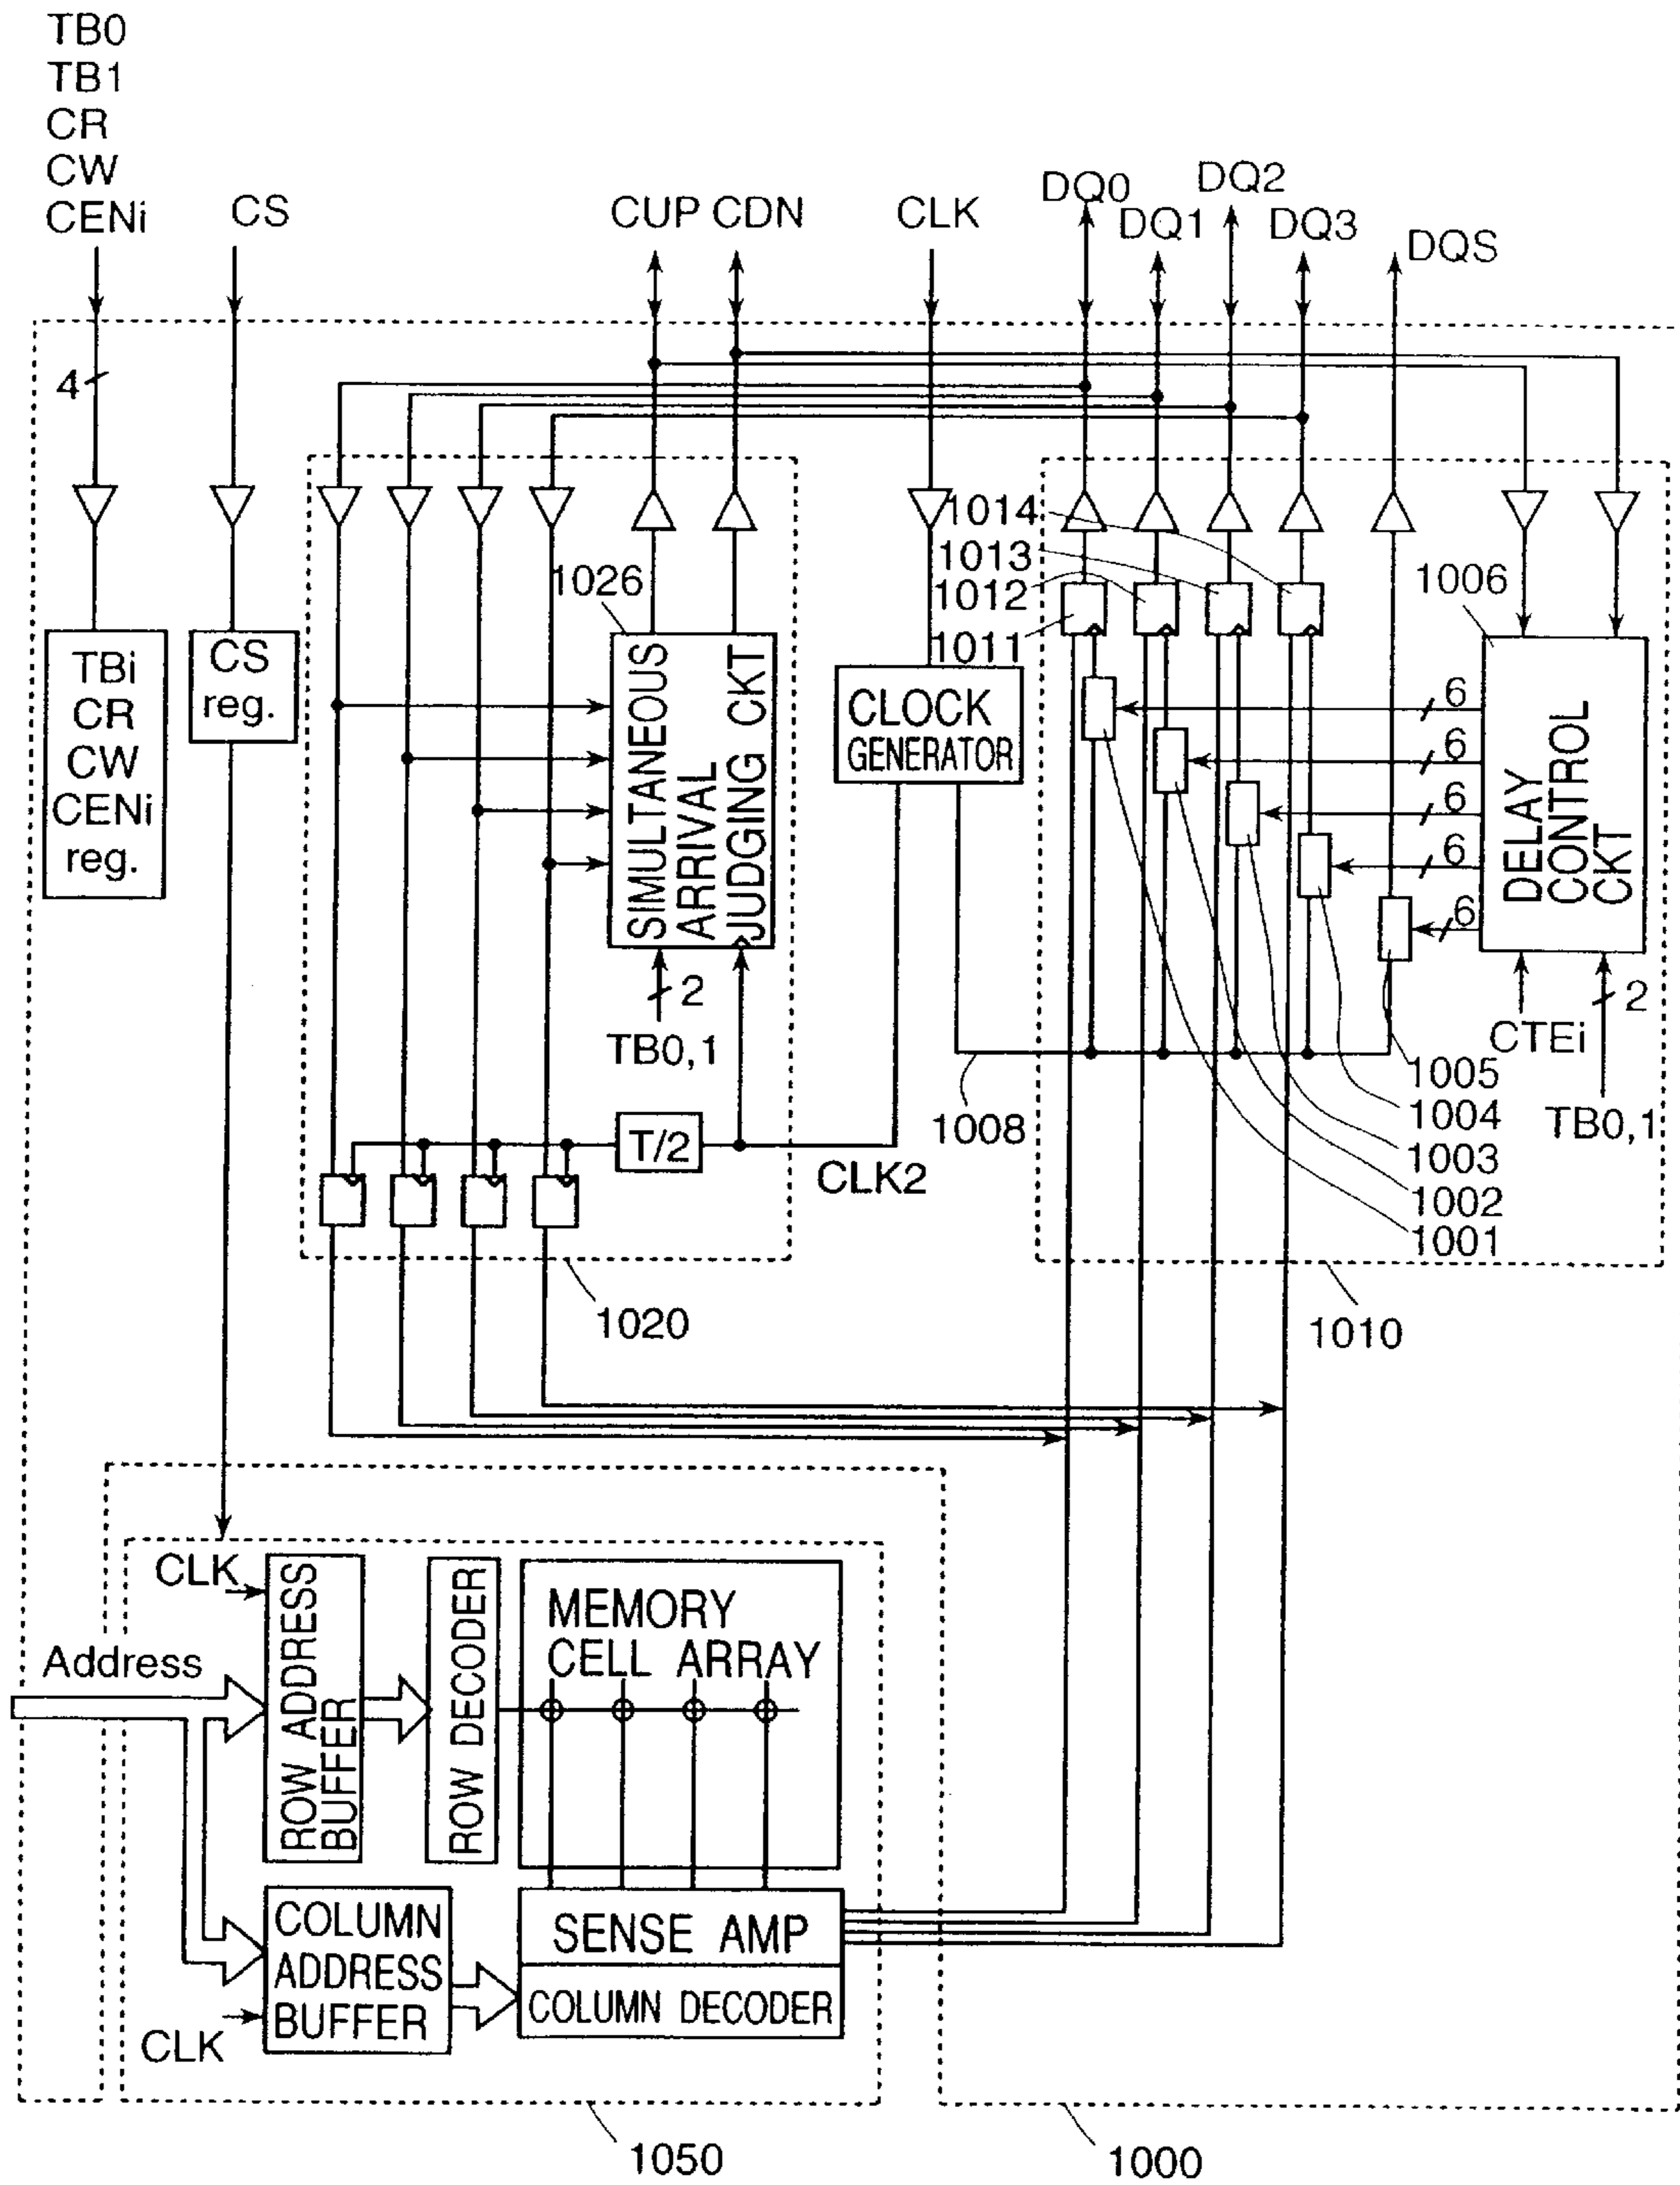 TB0
TB1
CR
CW
CENi
CS
CUP CDN
CLK
DQ0
DQ1
DQ2
DQ3
DQS
4
1026
1014
1013
1012
1011
1006
TBi
CR
CW
CENi
reg.
CS
reg.
SIMULTANEOUS
ARRIVAL
JUDGING CKT
CLOCK
GENERATOR
DELAY
CONTROL
CKT
6
6
6
6
6
2
TB0,1
CTEi
2
TB0,1
1008
1005
1004
1003
1002
1001
T/2
CLK2
1020
1010
CLK
Address
ROW ADDRESS
BUFFER
ROW DECODER
MEMORY
CELL ARRAY
COLUMN
ADDRESS
BUFFER
CLK
SENSE AMP
COLUMN DECODER
1050
1000